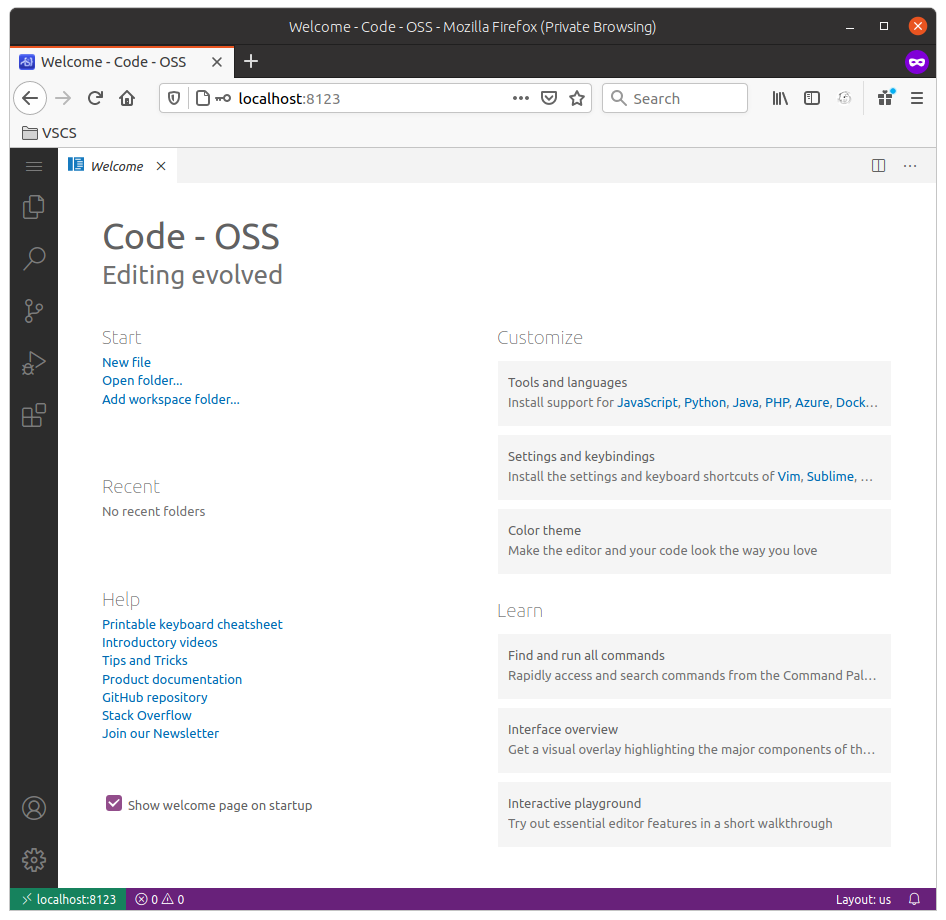 Welcome - Code - OSS - Mozilla Firefox (Private Browsing)
Welcome - Code - OSS
localhost:8123
Search
VSCS
Welcome
Code - OSS
Editing evolved
Start
New file
Open folder...
Add workspace folder...
Recent
No recent folders
Help
Printable keyboard cheatsheet
Introductory videos
Tips and Tricks
Product documentation
GitHub repository
Stack Overflow
Join our Newsletter
Show welcome page on startup
Customize
Tools and languages
Install support for JavaScript, Python, Java, PHP, Azure, Dock...
Settings and keybindings
Install the settings and keyboard shortcuts of Vim, Sublime, ...
Color theme
Make the editor and your code look the way you love
Learn
Find and run all commands
Rapidly access and search commands from the Command Pal...
Interface overview
Get a visual overlay highlighting the major components of th...
Interactive playground
Try out essential editor features in a short walkthrough
localhost:8123
0
0
Layout: us